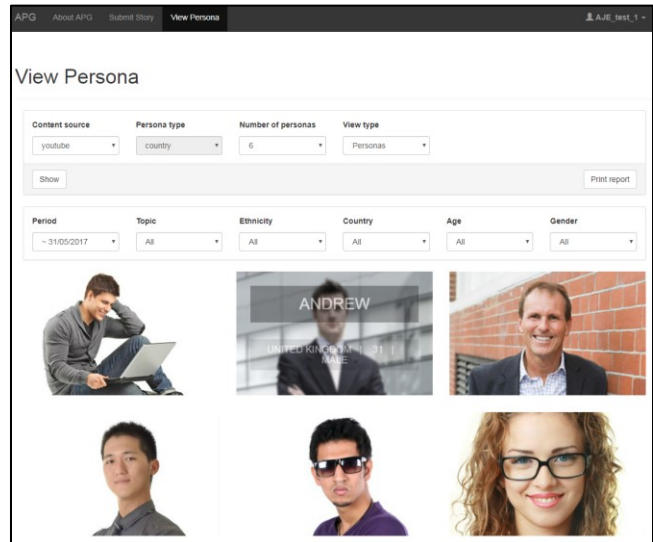 APG About APG Submit Story View Persona AJE_test_1
View Persona
Content source Persona type Number of personas View type
youtube country 6 Personas
Show Print report
Period Topic Ethnicity Country Age Gender
~ 31/05/2017 All All All All All
ANDREW
UNITED KINGDOM | 31 |
MALE